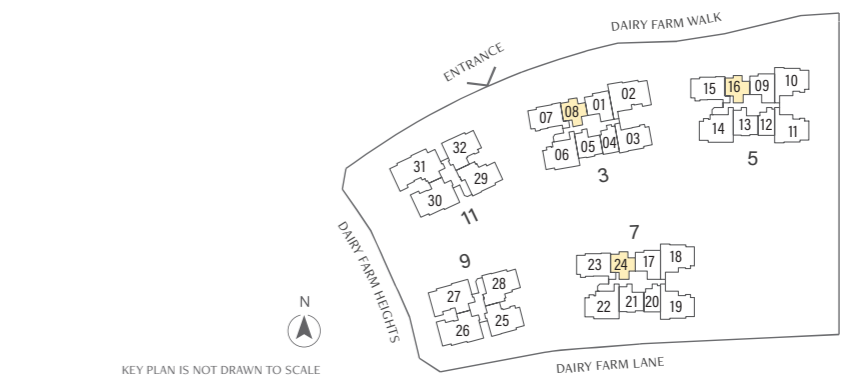 DAIRY FARM WALK
ENTRANCE
15 16 09 10
14 13 12 11
5
07 08 01 02
06 05 04 03
3
31 32
30 29
11
7
23 24 17 18
22 21 20 19
9
27 28
26 25
DAIRY FARM HEIGHTS
N
DAIRY FARM LANE
KEY PLAN IS NOT DRAWN TO SCALE